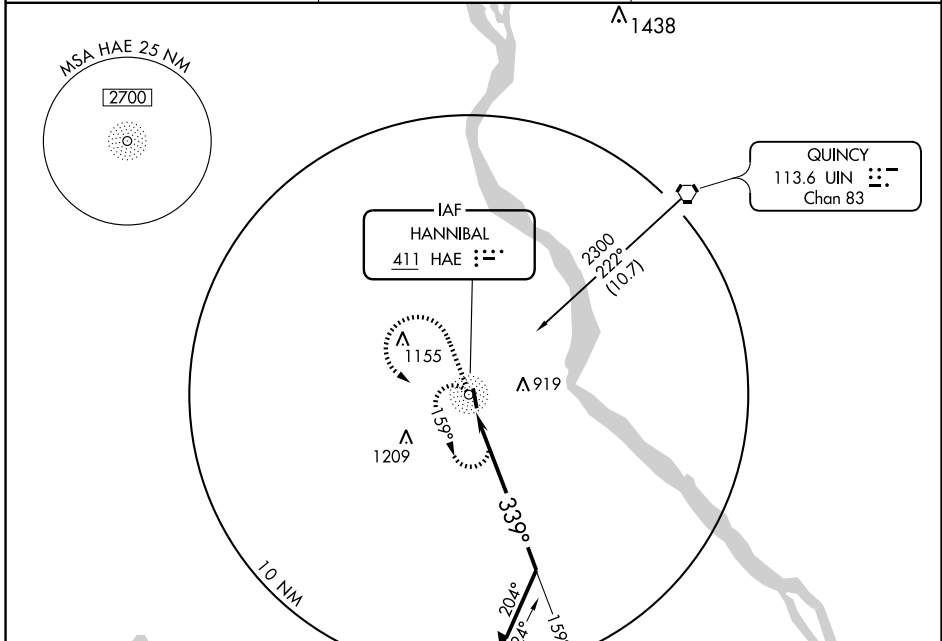 1438
MSA HAE 25 NM
2700
QUINCY
113.6 UIN
Chan 83
IAF
HANNIBAL
411 HAE
2300
222°
(10.7)
1155
919
159°
1209
339°
10 NM
204°
24°
159°